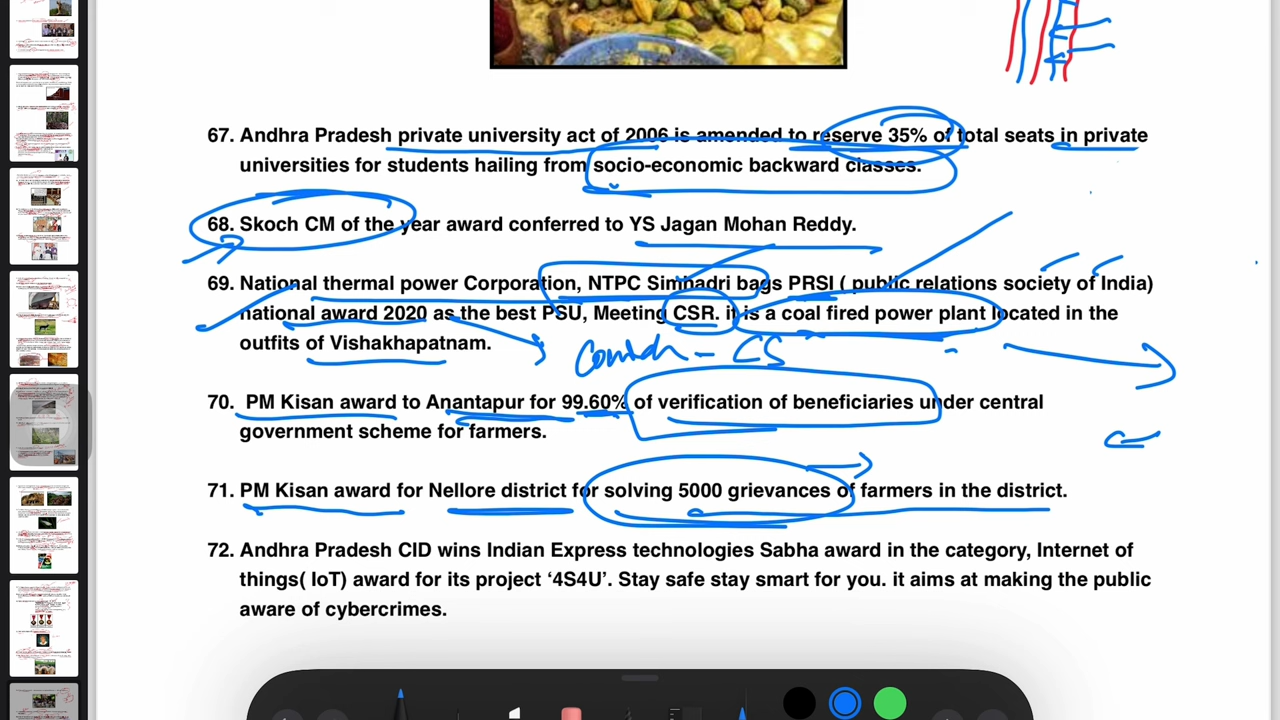 67. Andhra Pradesh private university act of 2006 is amended to reserve 35% of total seats in private
universities for students hailing from socio-economic backward classes.
68. Skoch CM of the year award conferred to YS Jagan Mohan Reddy.
69. National thermal power Corporation, NTPC Simhadri bags PRSI ( public relations society of India)
national award 2020 as the best PSU, Meeting CSR. it is a coal fired power plant located in the
outfits of Vishakhapatnam.
CS
70. PM Kisan award to Anantapur for 99.60% of verification of beneficiaries under central
government scheme for farmers.
71. PM Kisan award for Nellore district for solving 5000 grievances of farmers in the district.
72. Andhra Pradesh CID wns Indian Express technologies Sabha award in the category, Internet of
things( IoT) award for its project ‘4S4U’. Stay safe stay smart for you. it aims at making the public
aware of cybercrimes.